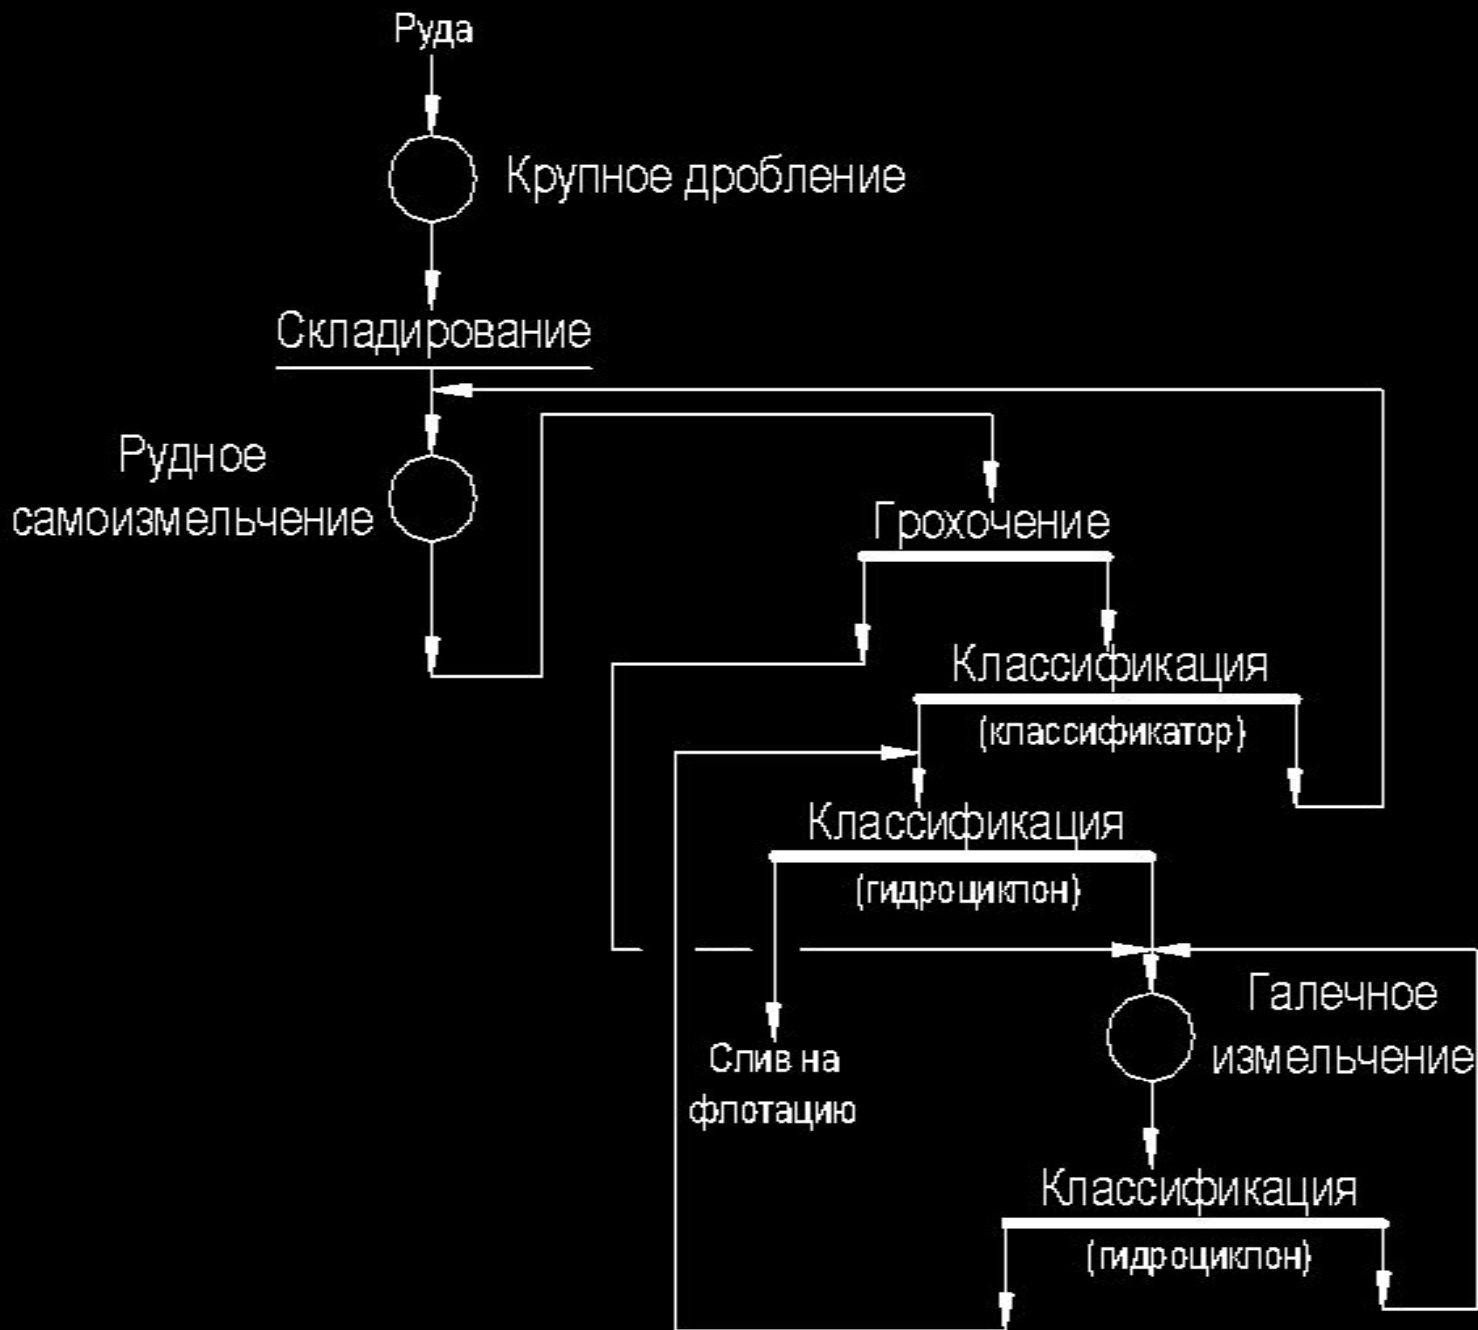 Руда
Крупное дробление
Складирование
Рудное
самоизмельчение
Грохочение
Классификация
(классификатор)
Классификация
(гидроциклон)
Галечное
измельчение
Слив на
флотацию
Классификация
(гидроциклон)